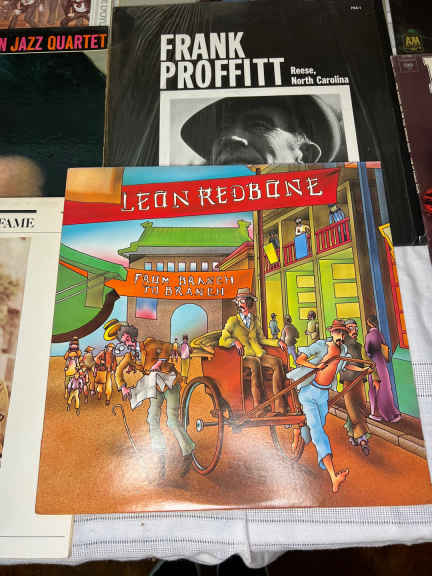 N JAZZ QUARTET
FRANK
PROFFITT
Reese,
North Carolina
LEON REDBONE
FROM BRANCH
TO BRANCH
FAME
A&M